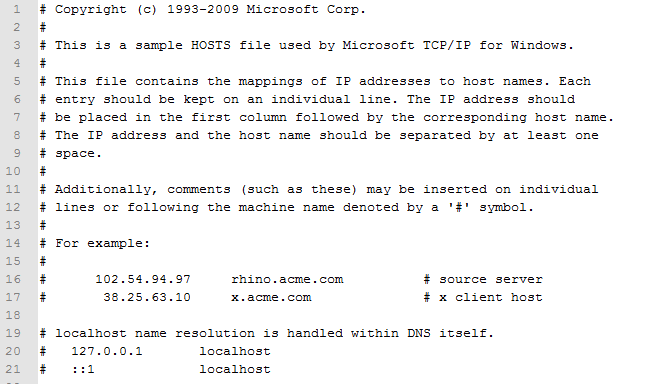 1 # Copyright (c) 1993-2009 Microsoft Corp.
2 #
3 # This is a sample HOSTS file used by Microsoft TCP/IP for Windows.
4 #
5 # This file contains the mappings of IP addresses to host names. Each
6 # entry should be kept on an individual line. The IP address should
7 # be placed in the first column followed by the corresponding host name.
8 # The IP address and the host name should be separated by at least one
9 # space.
10 #
11 # Additionally, comments (such as these) may be inserted on individual
12 # lines or following the machine name denoted by a '#' symbol.
13 #
14 # For example:
15 #
16 #      102.54.94.97     rhino.acme.com          # source server
17 #       38.25.63.10     x.acme.com              # x client host
18
19 # localhost name resolution is handled within DNS itself.
20 #   127.0.0.1       localhost
21 #   ::1             localhost